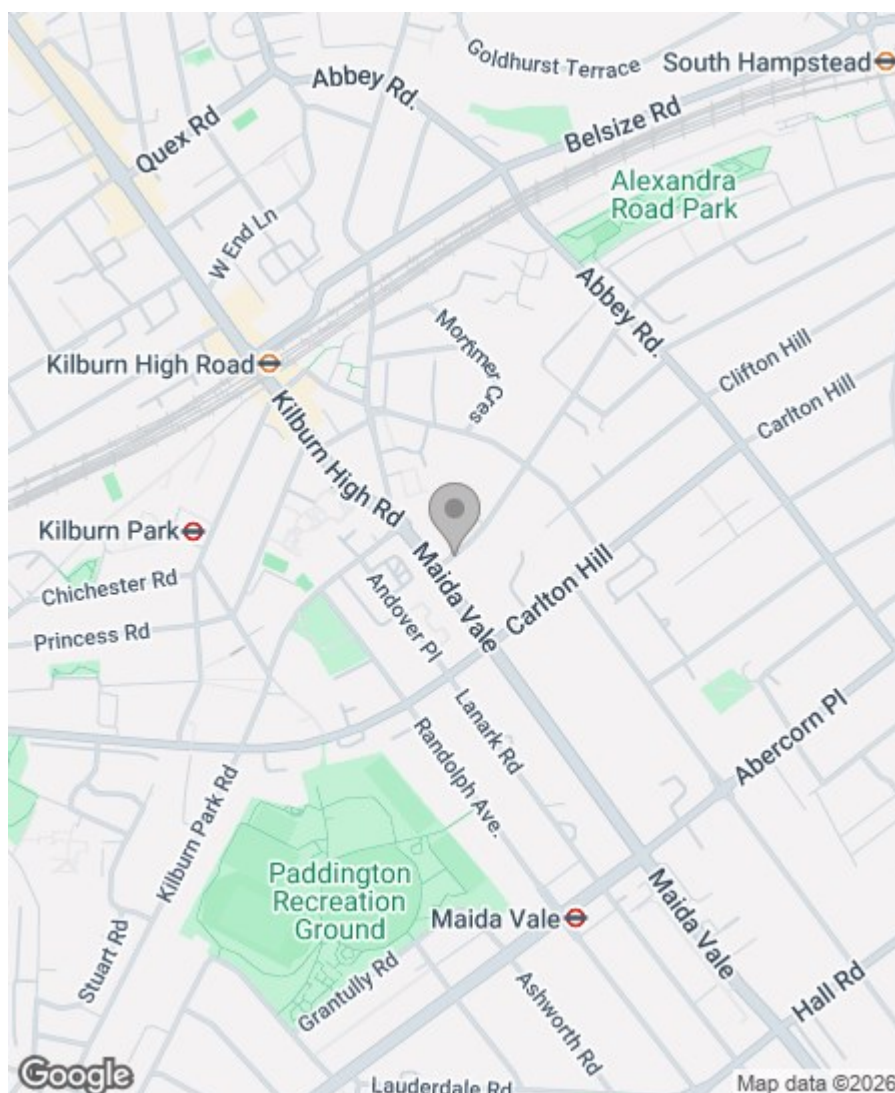 Goldhurst Terrace
South Hampstead
Abbey Rd.
Belsize Rd
Quex Rd
Alexandra
Road Park
W End Ln
Abbey Rd.
Mortimer Cres
Kilburn High Road
Clifton Hill
Carlton Hill
Kilburn High Rd
Kilburn Park
Maida Vale
Carlton Hill
Chichester Rd
Andover Pl
Princess Rd
Lanark Rd
Abercorn Pl
Randolph Ave.
Kilburn Park Rd
Paddington
Recreation
Ground
Maida Vale
Maida Vale
Stuart Rd
Grantully Rd
Ashworth Rd
Hall Rd
Google
Lauderdale Rd
Map data ©2026